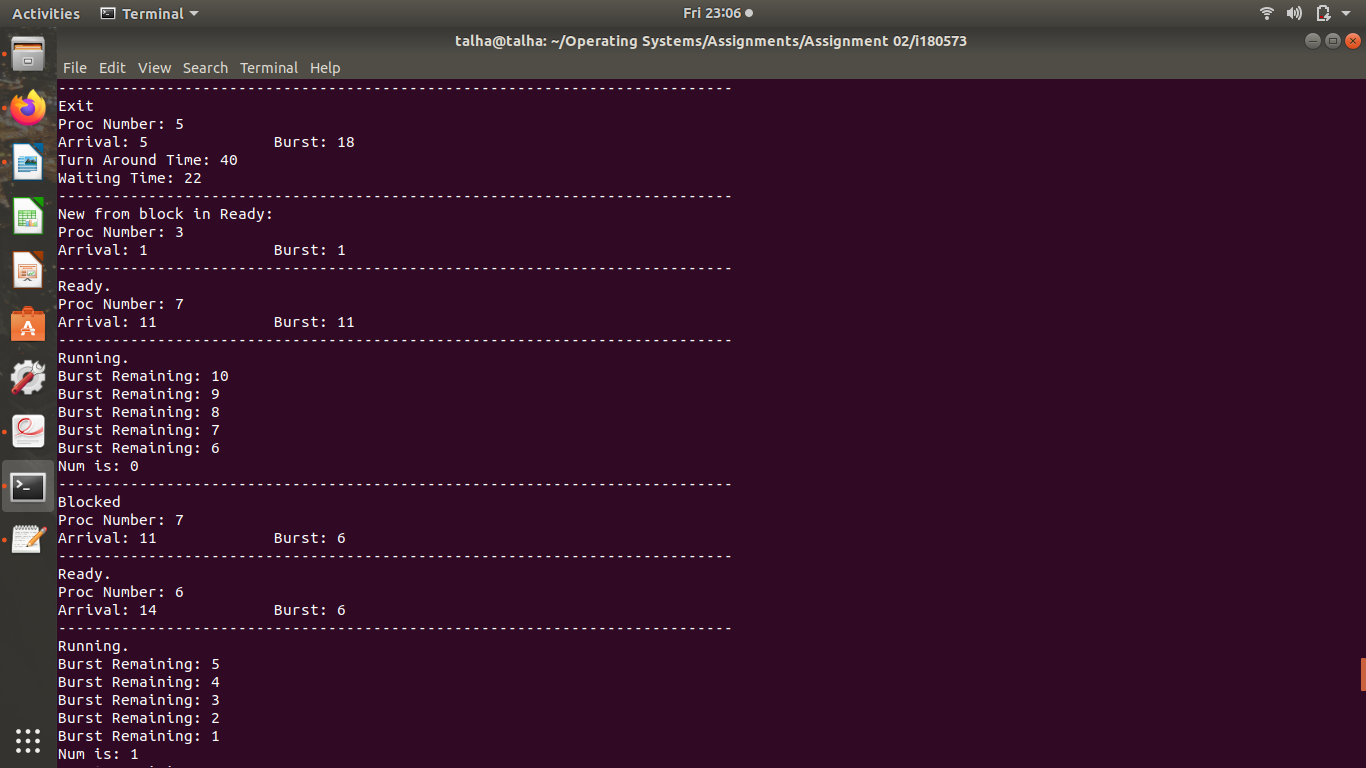 Activities Terminal Fri 23:06
talha@talha: ~/Operating Systems/Assignments/Assignment 02/i180573
File Edit View Search Terminal Help
---------------------------------------------------------------------------
Exit
Proc Number: 5
Arrival: 5 Burst: 18
Turn Around Time: 40
Waiting Time: 22
---------------------------------------------------------------------------
New from block in Ready:
Proc Number: 3
Arrival: 1 Burst: 1
---------------------------------------------------------------------------
Ready.
Proc Number: 7
Arrival: 11 Burst: 11
---------------------------------------------------------------------------
Running.
Burst Remaining: 10
Burst Remaining: 9
Burst Remaining: 8
Burst Remaining: 7
Burst Remaining: 6
Num is: 0
---------------------------------------------------------------------------
Blocked
Proc Number: 7
Arrival: 11 Burst: 6
---------------------------------------------------------------------------
Ready.
Proc Number: 6
Arrival: 14 Burst: 6
---------------------------------------------------------------------------
Running.
Burst Remaining: 5
Burst Remaining: 4
Burst Remaining: 3
Burst Remaining: 2
Burst Remaining: 1
Num is: 1